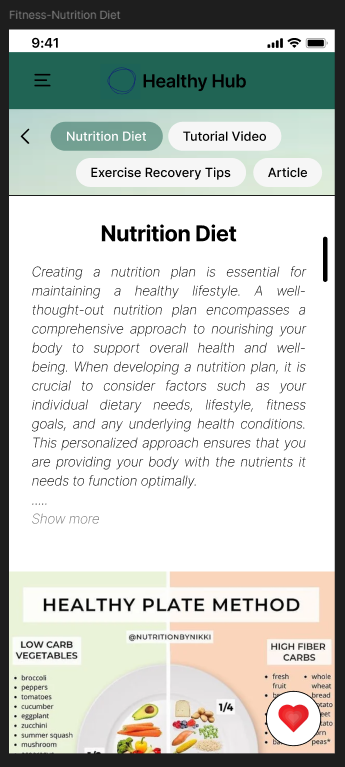 Fitness-Nutrition Diet
9:41
Healthy Hub
Nutrition Diet
Tutorial Video
Exercise Recovery Tips
Article
Nutrition Diet
Creating a nutrition plan is essential for
maintaining a healthy lifestyle. A well-
thought-out nutrition plan encompasses a
comprehensive approach to nourishing your
body to support overall health and well-
being. When developing a nutrition plan, it is
crucial to consider factors such as your
individual dietary needs, lifestyle, fitness
goals, and any underlying health conditions.
This personalized approach ensures that you
are providing your body with the nutrients it
needs to function optimally.
.....
Show more
HEALTHY PLATE METHOD
@NUTRITIONBYNIKKI
LOW CARB
VEGETABLES
• broccoli
• peppers
• tomatoes
• cucumber
• eggplant
• zucchini
• summer squash
• mushroom
1/4
HIGH FIBER
CARBS
• fresh
fruit
• whole
wheat
bread